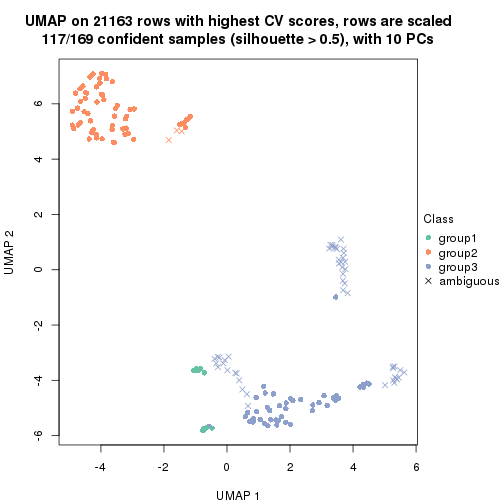 UMAP on 21163 rows with highest CV scores, rows are scaled
117/169 confident samples (silhouette > 0.5), with 10 PCs
6
4
2
0
-2
-4
-6
UMAP 2
-4
-2
0
2
4
6
UMAP 1
Class
group1
group2
group3
ambiguous